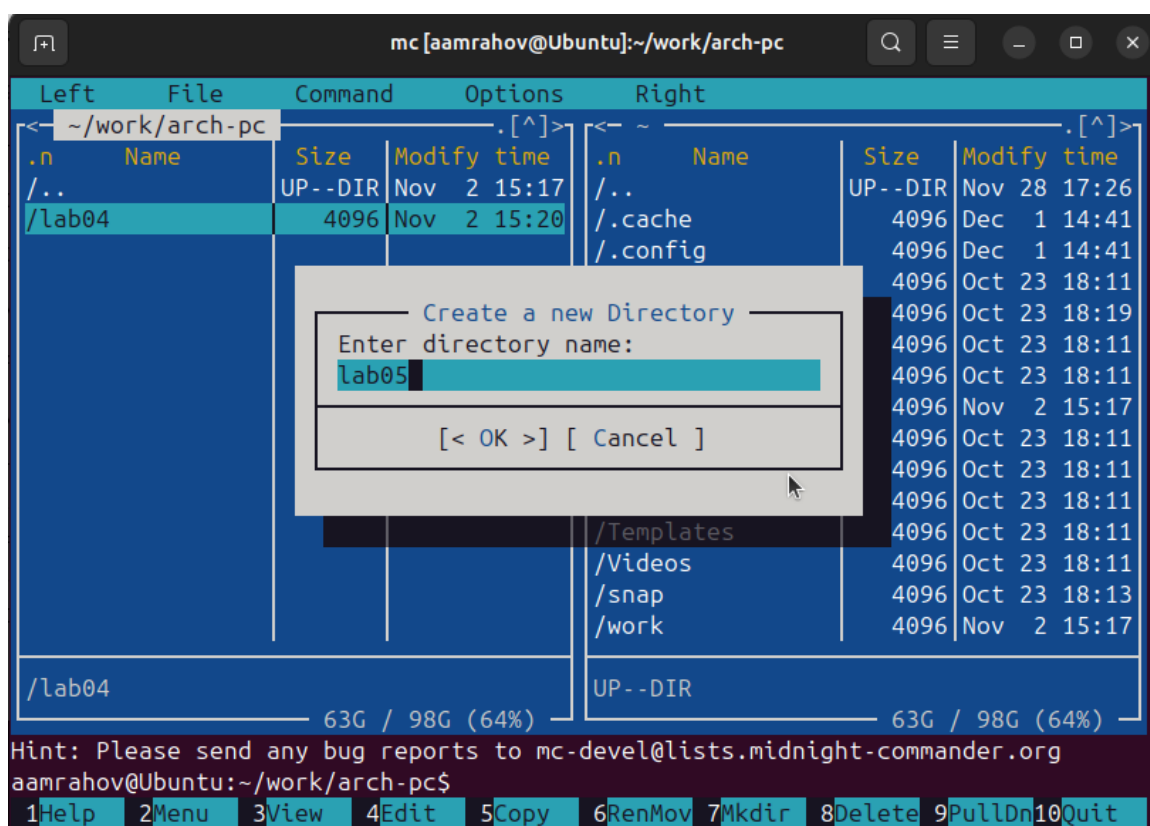 mc [aamrahov@Ubuntu]:~/work/arch-pc
Left File Command Options Right
<- ~/work/arch-pc .[^]> <- ~ .[^]>
.n Name Size Modify time .n Name Size Modify time
/.. UP--DIR Nov 2 15:17 /.. UP--DIR Nov 28 17:26
/lab04 4096 Nov 2 15:20 /.cache 4096 Dec 1 14:41
/.config 4096 Dec 1 14:41
4096 Oct 23 18:11
Create a new Directory 4096 Oct 23 18:19
Enter directory name: 4096 Oct 23 18:11
lab05 4096 Oct 23 18:11
4096 Nov 2 15:17
[< OK >] [ Cancel ] 4096 Oct 23 18:11
4096 Oct 23 18:11
4096 Oct 23 18:11
/Templates 4096 Oct 23 18:11
/Videos 4096 Oct 23 18:11
/snap 4096 Oct 23 18:13
/work 4096 Nov 2 15:17
/lab04 UP--DIR
63G / 98G (64%) 63G / 98G (64%)
Hint: Please send any bug reports to mc-devel@lists.midnight-commander.org
aamrahov@Ubuntu:~/work/arch-pc$
1Help 2Menu 3View 4Edit 5Copy 6RenMov 7Mkdir 8Delete 9PullDn 10Quit